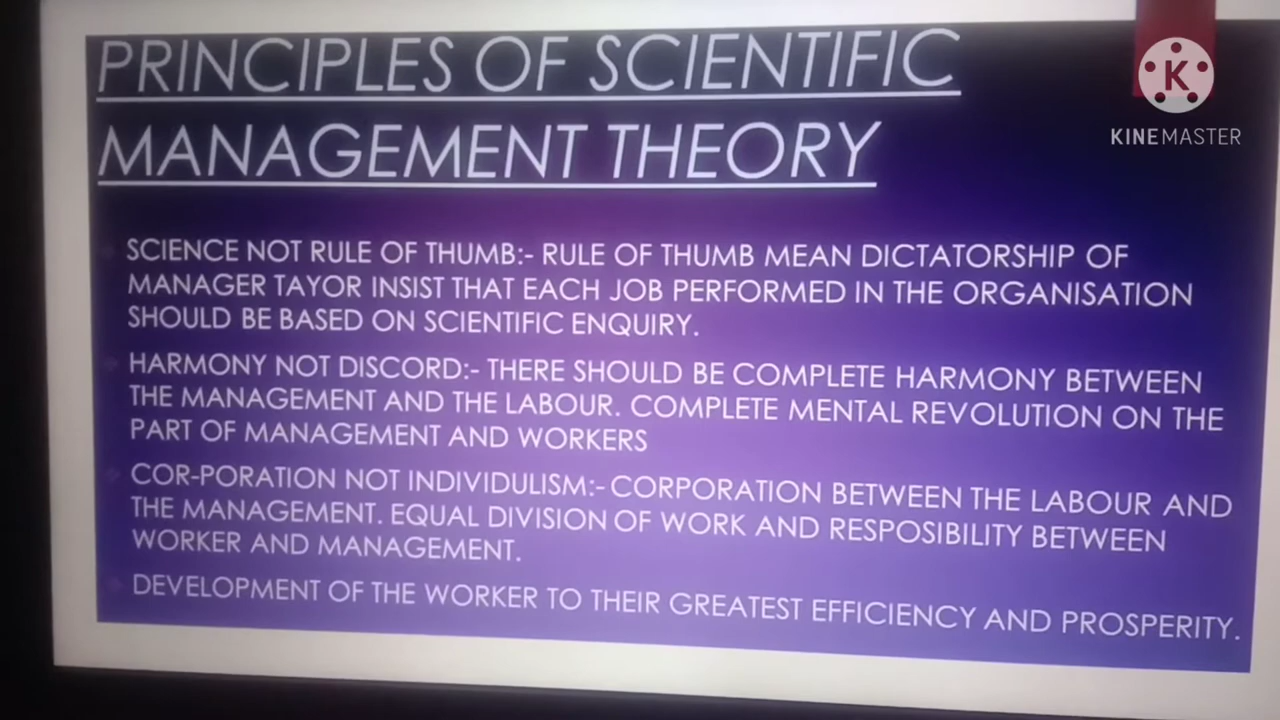 PRINCIPLES OF SCIENTIFIC
MANAGEMENT THEORY
KINEMASTER
SCIENCE NOT RULE OF THUMB:- RULE OF THUMB MEAN DICTATORSHIP OF
MANAGER TAYOR INSIST THAT EACH JOB PERFORMED IN THE ORGANISATION
SHOULD BE BASED ON SCIENTIFIC ENQUIRY.
HARMONY NOT DISCORD:- THERE SHOULD BE COMPLETE HARMONY BETWEEN
THE MANAGEMENT AND THE LABOUR. COMPLETE MENTAL REVOLUTION ON THE
PART OF MANAGEMENT AND WORKERS
COR-PORATION NOT INDIVIDULISM:- CORPORATION BETWEEN THE LABOUR AND
THE MANAGEMENT. EQUAL DIVISION OF WORK AND RESPOSIBILITY BETWEEN
WORKER AND MANAGEMENT.
DEVELOPMENT OF THE WORKER TO THEIR GREATEST EFFICIENCY AND PROSPERITY.